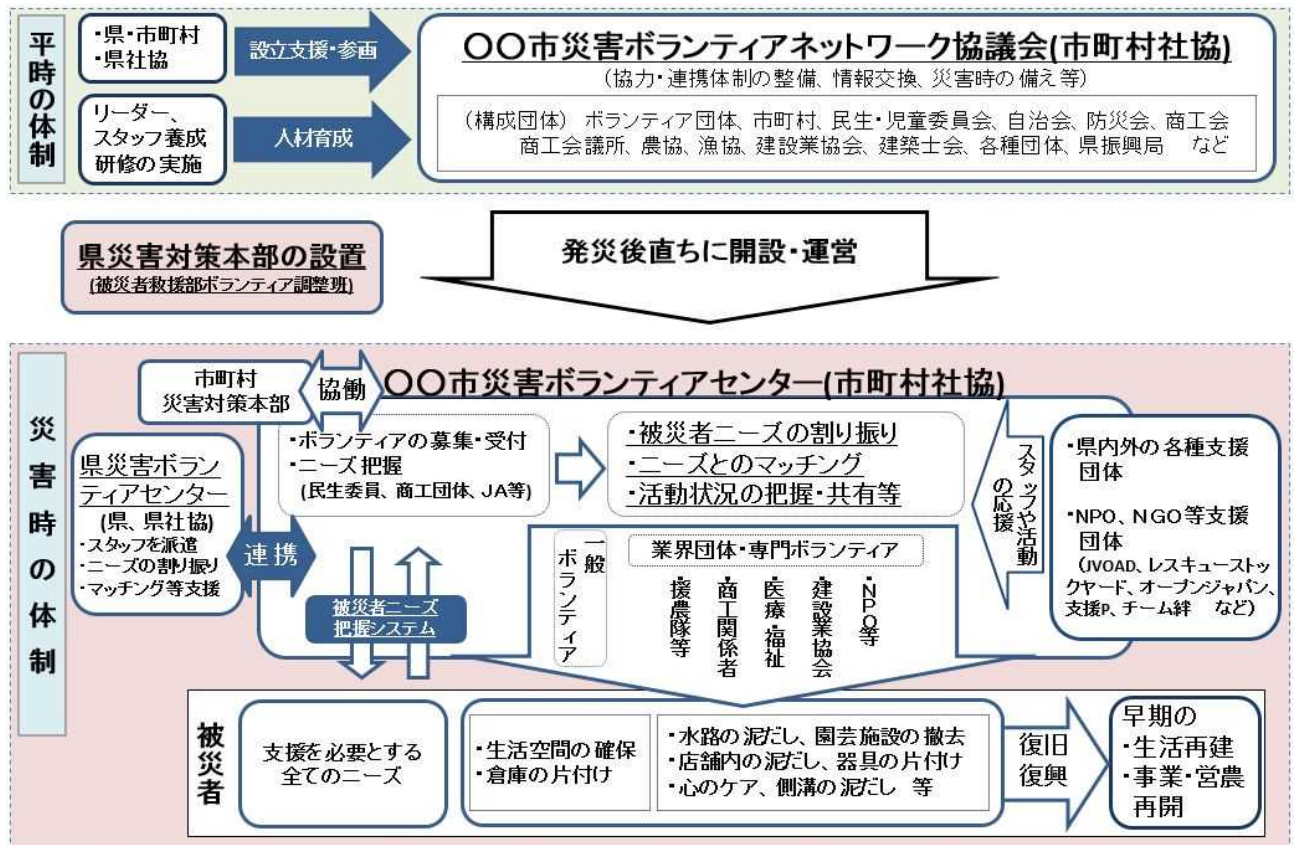 平時の体制
・県・市町村
・県社協
設立支援・参画
リーダー、
スタッフ養成
研修の実施
人材育成
〇〇市災害ボランティアネットワーク協議会(市町村社協)
(協力・連携体制の整備、情報交換、災害時の備え等)
(構成団体) ボランティア団体、市町村、民生・児童委員会、自治会、防災会、商工会
商工会議所、農協、漁協、建設業協会、建築士会、各種団体、県振興局 など
県災害対策本部の設置
(被災者救援部ボランティア調整班)
発災後直ちに開設・運営
災害時の体制
市町村
災害対策本部
協働
〇〇市災害ボランティアセンター(市町村社協)
県災害ボラン
ティアセンター
(県、県社協)
・スタッフを派遣
・ニーズの割り振り
・マッチング等支援
連携
・ボランティアの募集・受付
・ニーズ把握
(民生委員、商工団体、JA等)
・被災者ニーズの割り振り
・ニーズとのマッチング
・活動状況の把握・共有等
スタッフや活動
の応援
・県内外の各種支援
団体
・NPO、NGO等支援
団体
(JVOAD、レスキューストッ
クヤード、オープンジャパン、
支援P、チーム絆 など)
被災者ニーズ
把握システム
一般
ボランティア
業界団体・専門ボランティア
・援農隊等
・商工関係者
・医療・福祉
・建設業協会
・NPO等
被災者
支援を必要とする
全てのニーズ
・生活空間の確保
・倉庫の片付け
・水路の泥だし、園芸施設の撤去
・店舗内の泥だし、器具の片付け
・心のケア、側溝の泥だし 等
復旧
復興
早期の
・生活再建
・事業・営農
再開